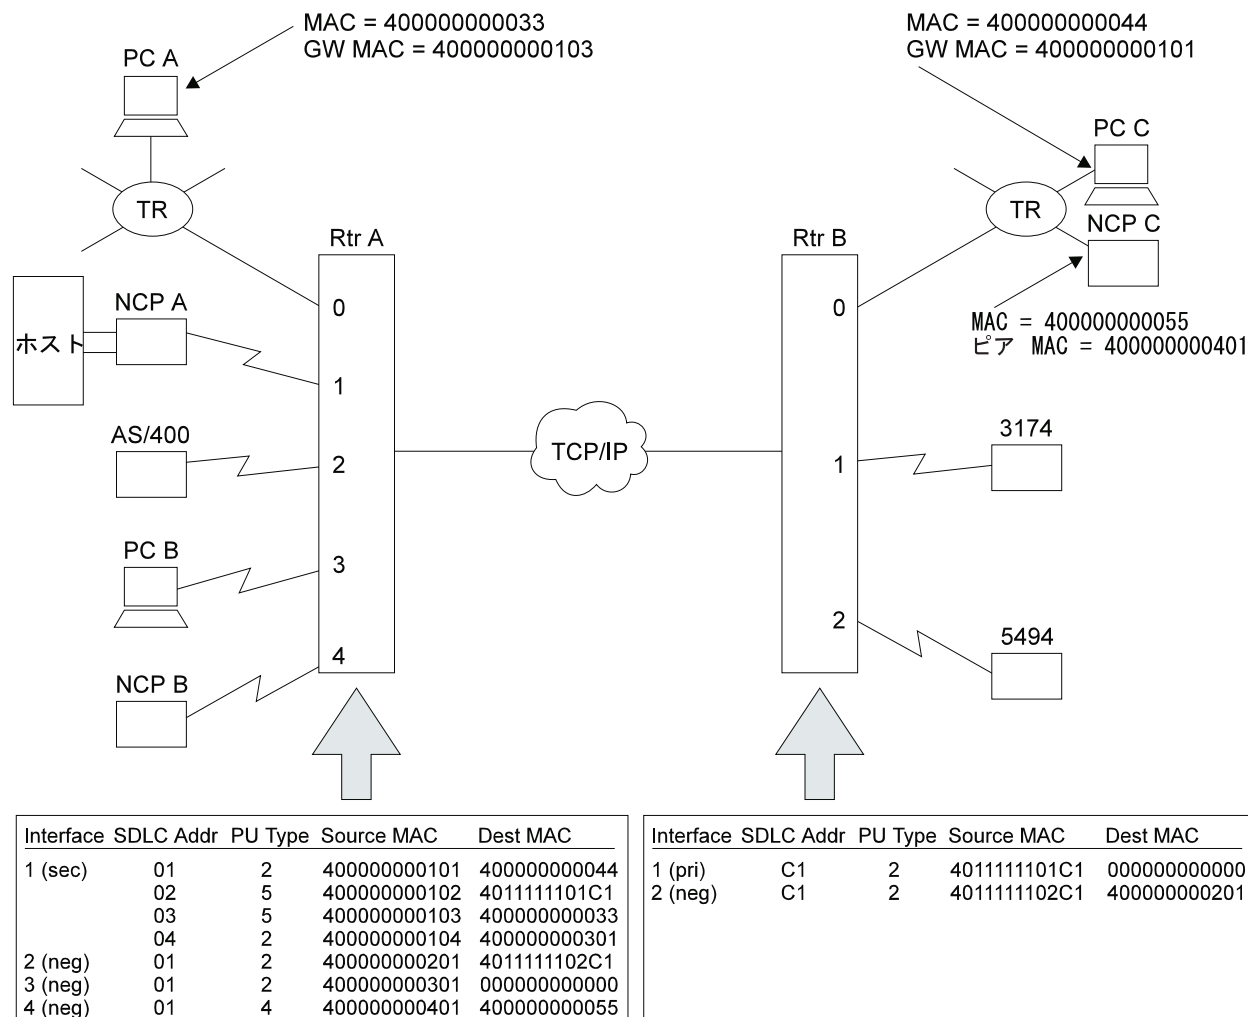 MAC = 400000000033
GW MAC = 400000000103
PC A
TR
MAC = 400000000044
GW MAC = 400000000101
PC C
TR
NCP C
MAC = 400000000055
ピア MAC = 400000000401
Rtr A
Rtr B
0
1
2
3
4
0
1
2
ホスト
NCP A
AS/400
PC B
NCP B
TCP/IP
3174
5494
Interface SDLC Addr PU Type Source MAC Dest MAC
1 (sec) 01 2 400000000101 400000000044
02 5 400000000102 4011111101C1
03 5 400000000103 400000000033
04 2 400000000104 400000000301
2 (neg) 01 2 400000000201 4011111102C1
3 (neg) 01 2 400000000301 000000000000
4 (neg) 01 4 400000000401 400000000055
Interface SDLC Addr PU Type Source MAC Dest MAC
1 (pri) C1 2 4011111101C1 000000000000
2 (neg) C1 2 4011111102C1 400000000201